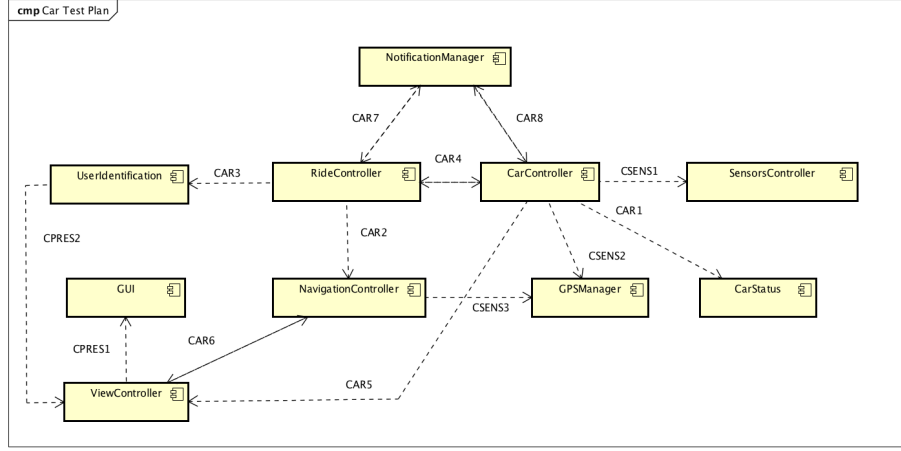 cmp Car Test Plan
NotificationManager
CAR7
CAR8
UserIdentification
CAR3
RideController
CAR4
CarController
CSENS1
SensorsController
CAR1
CPRES2
CAR2
CSENS2
GUI
NavigationController
CSENS3
GPSManager
CarStatus
CPRES1
CAR6
ViewController
CAR5